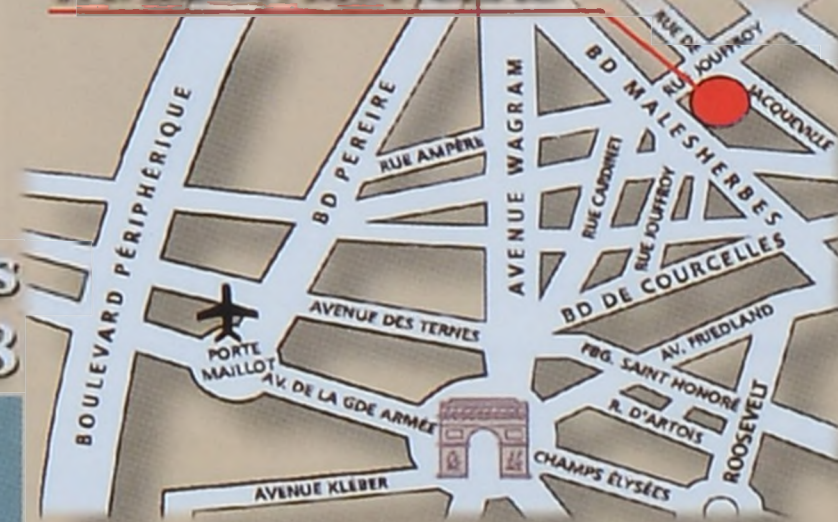 RUE DE
RUE JOUFFROY
JACQUEVILLE
BD MALESHERBES
BOULEVARD PÉRIPHÉRIQUE
BD PEREIRE
RUE AMPÈRE
AVENUE WAGRAM
RUE CARDINET
RUE JOUFFROY
BD DE COURCELLES
AVENUE DES TERNES
AV. FRIEDLAND
FBG. SAINT HONORÉ
PORTE
MAILLOT
AV. DE LA GDE ARMÉE
R. D'ARTOIS
ROOSEVELT
CHAMPS ÉLYSÉES
AVENUE KLÉBER
S
8